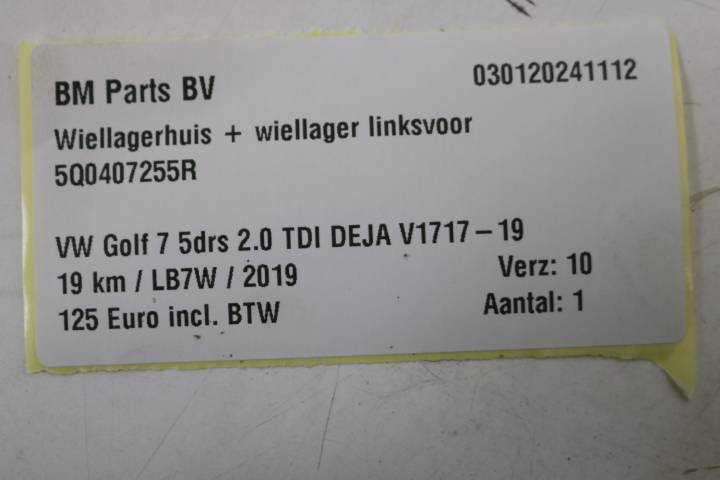 BM Parts BV 030120241112
Wiellagerhuis + wiellager linksvoor
5Q0407255R
VW Golf 7 5drs 2.0 TDI DEJA V1717-19
19 km / LB7W / 2019 Verz: 10
125 Euro incl. BTW Aantal: 1